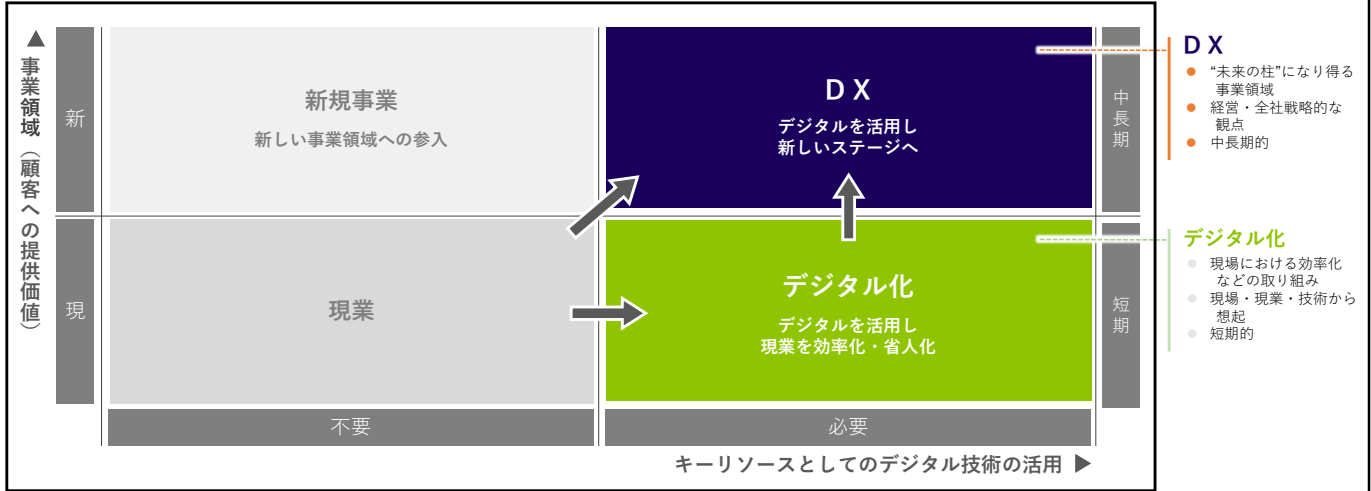 ▲ 事業領域（顧客への提供価値）
新
現
新規事業
新しい事業領域への参入
DX
デジタルを活用し
新しいステージへ
現業
デジタル化
デジタルを活用し
現業を効率化・省人化
中長期
短期
不要
必要
キーリソースとしてのデジタル技術の活用 ▶
DX
● “未来の柱”になり得る
事業領域
● 経営・全社戦略的な
観点
● 中長期的
デジタル化
● 現場における効率化
などの取り組み
● 現場・現業・技術から
想起
● 短期的